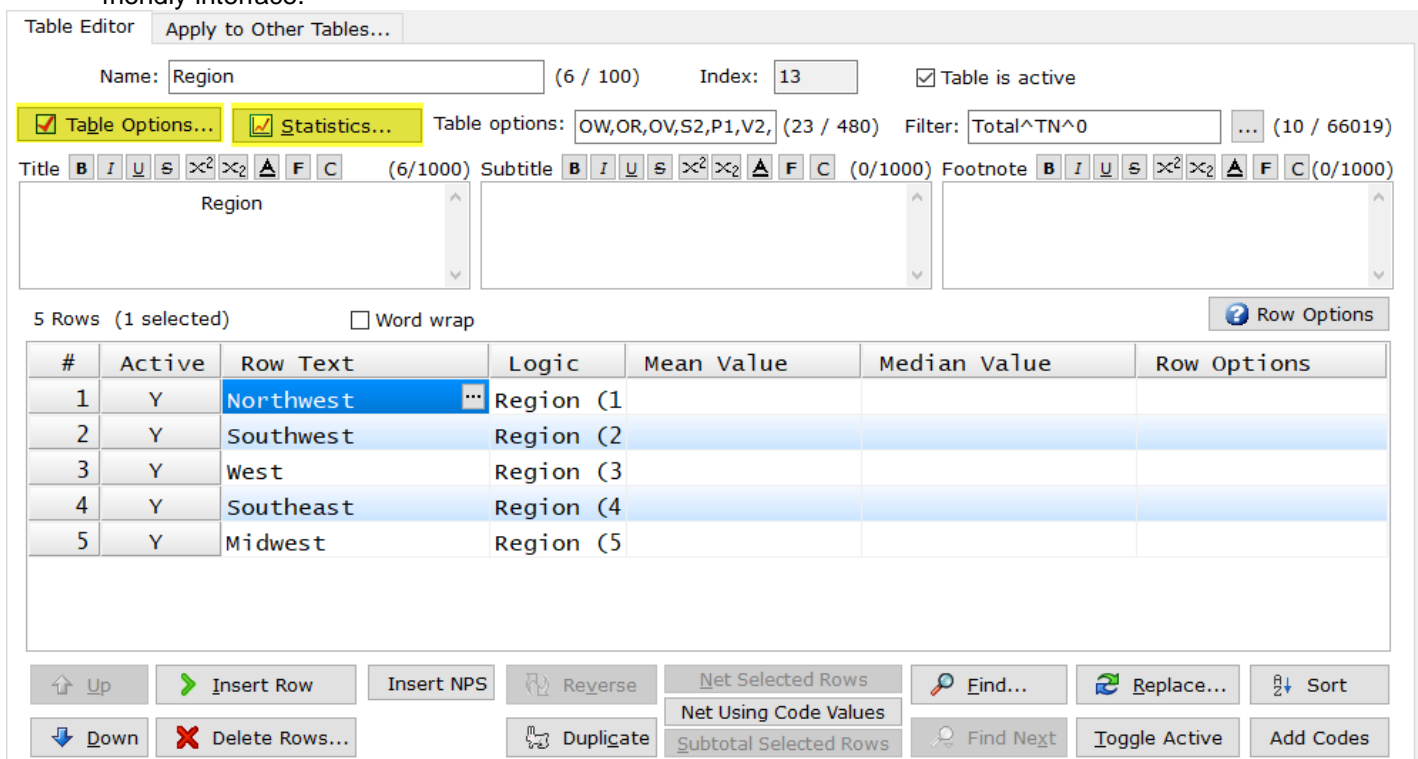 friendly interface.
Table Editor Apply to Other Tables...
Name: Region (6 / 100) Index: 13 Table is active
Table Options... Statistics... Table options: OW,OR,OV,S2,P1,V2, (23 / 480) Filter: Total^TN^0 ... (10 / 66019)
Title B I U S X² X₂ A F C (6/1000) Subtitle B I U S X² X₂ A F C (0/1000) Footnote B I U S X² X₂ A F C (0/1000)
Region
5 Rows (1 selected) Word wrap Row Options
# Active Row Text Logic Mean Value Median Value Row Options
1 Y Northwest ... Region (1
2 Y Southwest Region (2
3 Y West Region (3
4 Y Southeast Region (4
5 Y Midwest Region (5
Up Insert Row Insert NPS Reverse Net Selected Rows Find... Replace... Sort
Net Using Code Values
Down Delete Rows... Duplicate Subtotal Selected Rows Find Next Toggle Active Add Codes